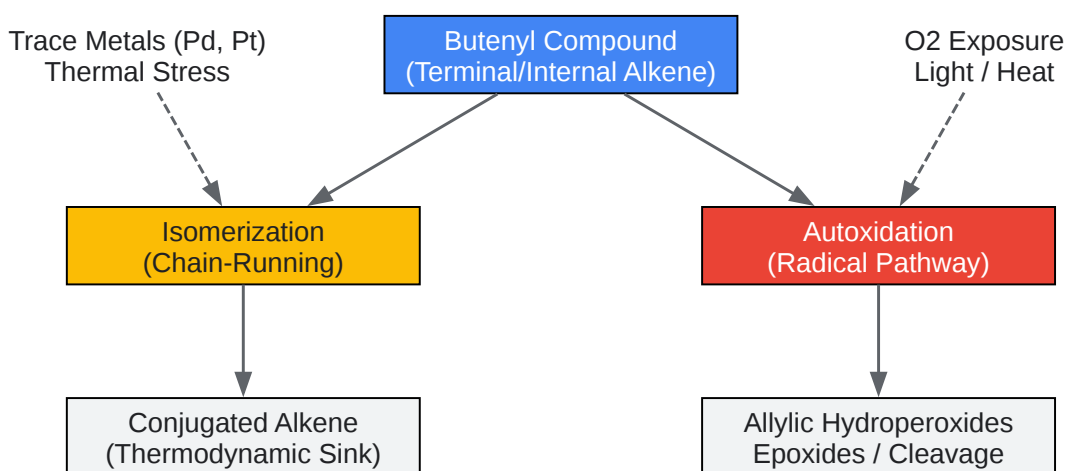 Trace Metals (Pd, Pt)
Thermal Stress
Butenyl Compound
(Terminal/Internal Alkene)
O2 Exposure
Light / Heat
Isomerization
(Chain-Running)
Autoxidation
(Radical Pathway)
Conjugated Alkene
(Thermodynamic Sink)
Allylic Hydroperoxides
Epoxides / Cleavage